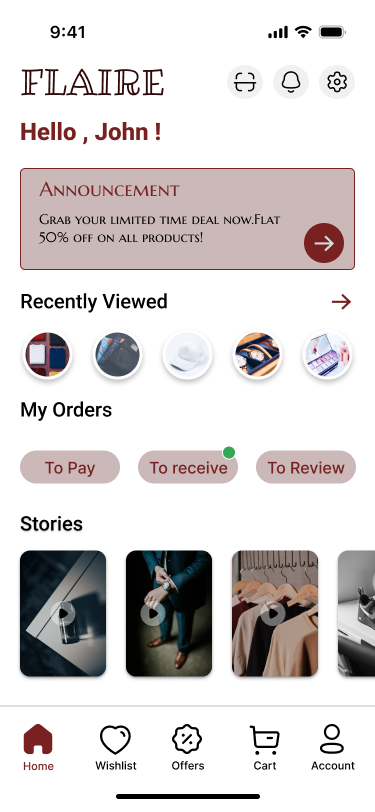 9:41
FLAIRE
Hello , John !
Announcement
Grab your limited time deal now.Flat
50% off on all products!
Recently Viewed
My Orders
To Pay
To receive
To Review
Stories
Home
Wishlist
Offers
Cart
Account